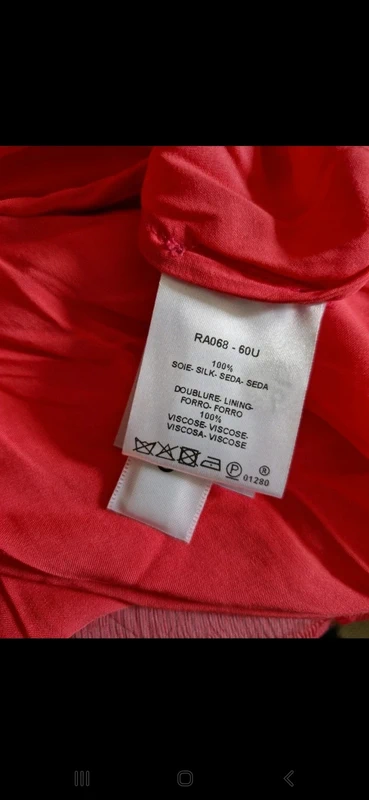 RA068 - 60U
100%
SOIE- SILK- SEDA- SEDA
DOUBLURE- LINING-
FORRO- FORRO
100%
VISCOSE- VISCOSE-
VISCOSA- VISCOSE
P
®
01280